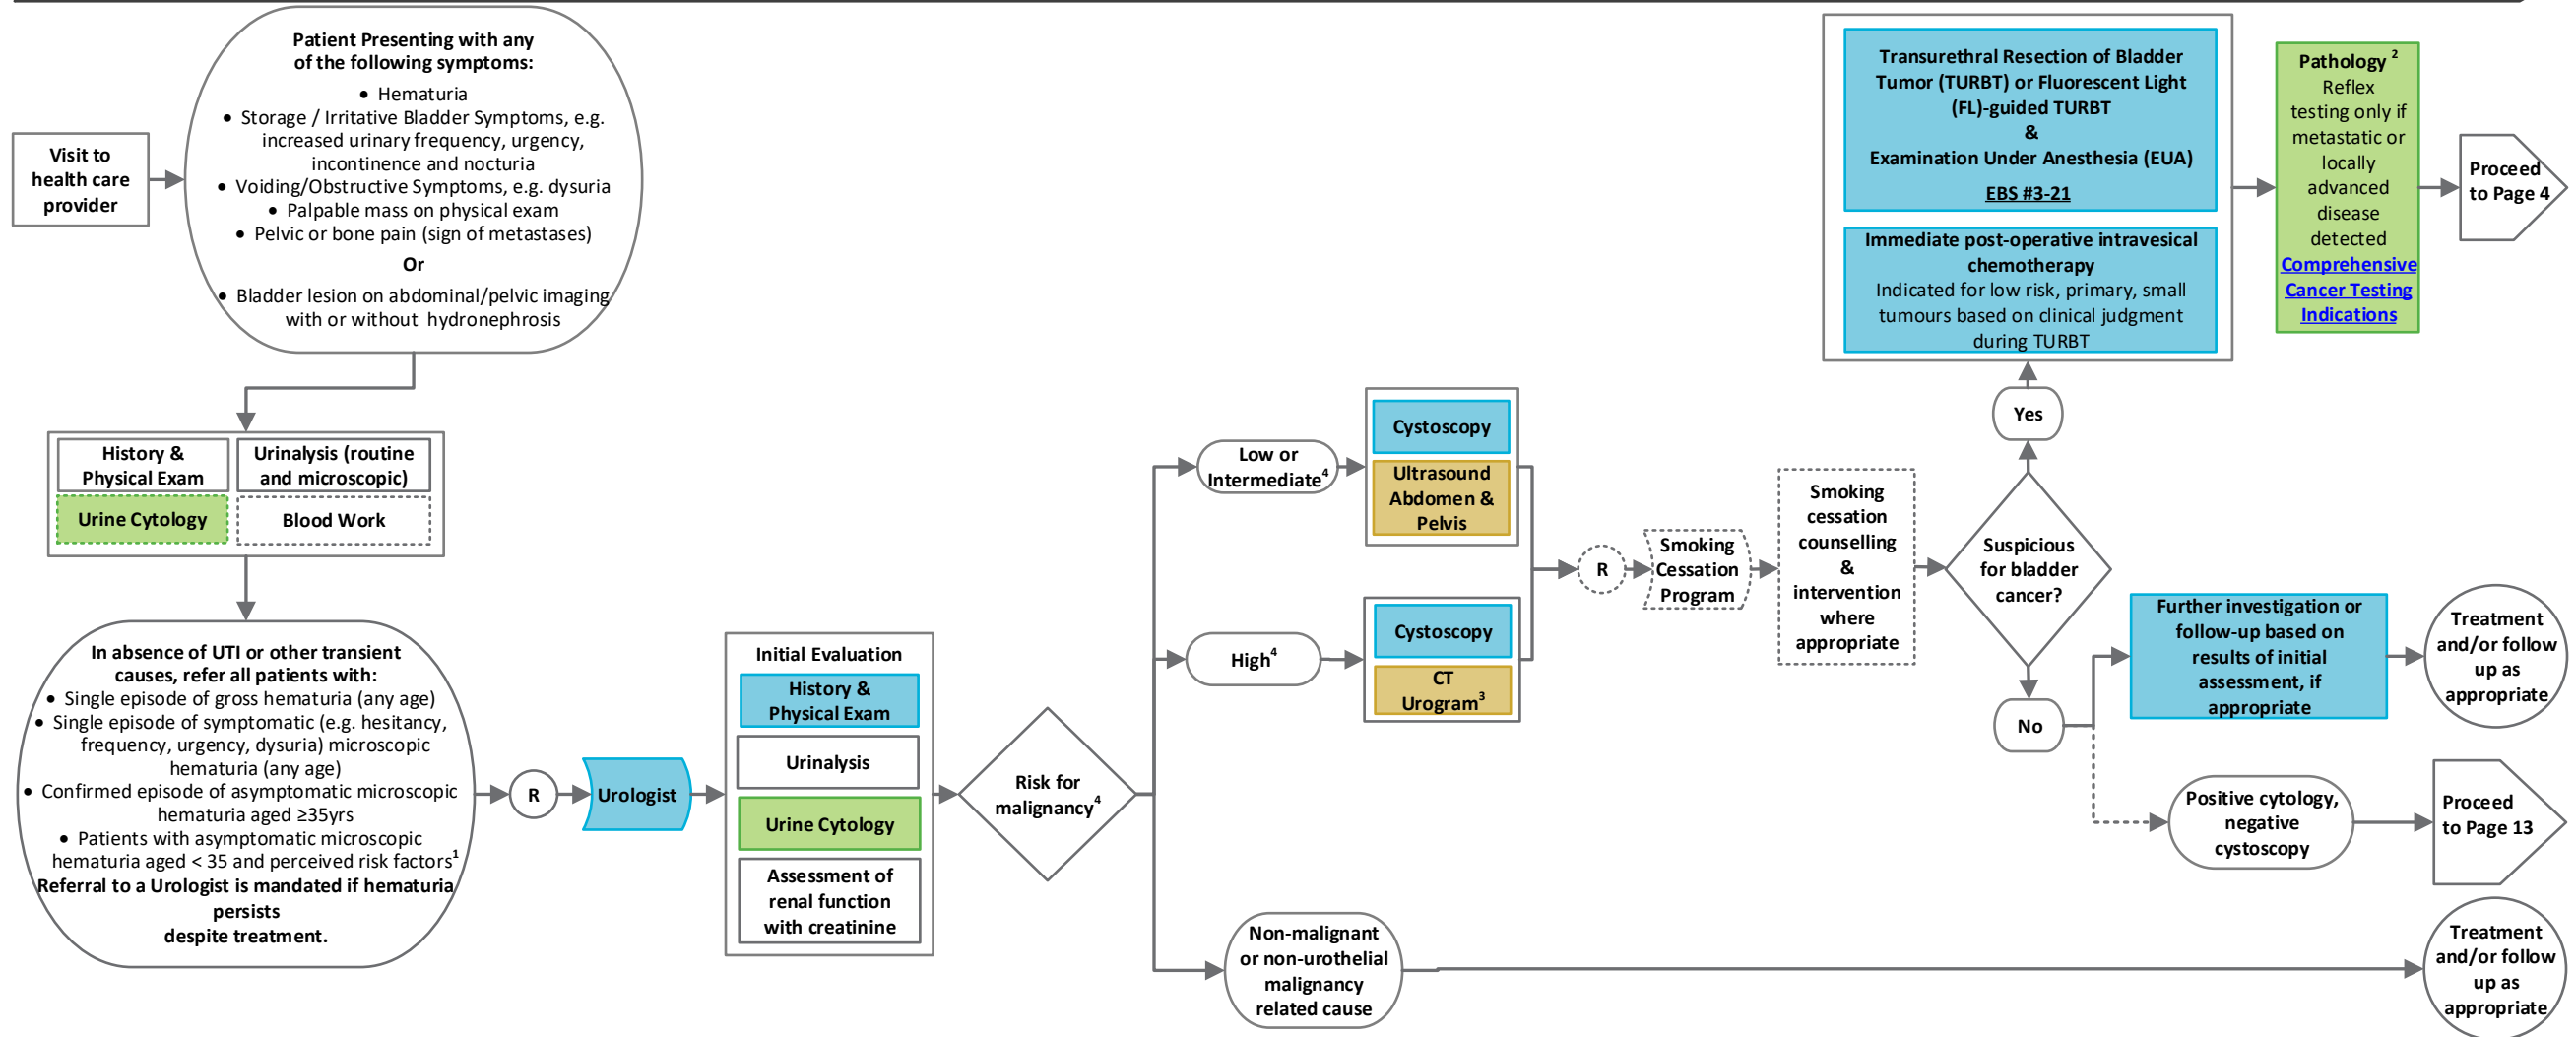 Visit to
health care
provider
Patient Presenting with any
of the following symptoms:
• Hematuria
• Storage / Irritative Bladder Symptoms, e.g.
increased urinary frequency, urgency,
incontinence and nocturia
• Voiding/Obstructive Symptoms, e.g. dysuria
• Palpable mass on physical exam
• Pelvic or bone pain (sign of metastases)
Or
• Bladder lesion on abdominal/pelvic imaging
with or without hydronephrosis
History &
Physical Exam
Urinalysis (routine
and microscopic)
Urine Cytology
Blood Work
In absence of UTI or other transient
causes, refer all patients with:
• Single episode of gross hematuria (any age)
• Single episode of symptomatic (e.g. hesitancy,
frequency, urgency, dysuria) microscopic
hematuria (any age)
• Confirmed episode of asymptomatic microscopic
hematuria aged ≥35yrs
• Patients with asymptomatic microscopic
hematuria aged < 35 and perceived risk factors¹
Referral to a Urologist is mandated if hematuria
persists
despite treatment.
R
Urologist
Initial Evaluation
History &
Physical Exam
Urinalysis
Urine Cytology
Assessment of
renal function
with creatinine
Risk for
malignancy⁴
Low or
Intermediate⁴
Cystoscopy
Ultrasound
Abdomen &
Pelvis
High⁴
Cystoscopy
CT
Urogram³
Non-malignant
or non-urothelial
malignancy
related cause
R
Smoking
Cessation
Program
Smoking
cessation
counselling
&
intervention
where
appropriate
Suspicious
for bladder
cancer?
Yes
Transurethral Resection of Bladder
Tumor (TURBT) or Fluorescent Light
(FL)-guided TURBT
&
Examination Under Anesthesia (EUA)
EBS #3-21
Immediate post-operative intravesical
chemotherapy
Indicated for low risk, primary, small
tumours based on clinical judgment
during TURBT
Pathology ²
Reflex
testing only if
metastatic or
locally
advanced
disease
detected
Comprehensive
Cancer Testing
Indications
Proceed
to Page 4
No
Further investigation or
follow-up based on
results of initial
assessment, if
appropriate
Treatment
and/or follow
up as
appropriate
Positive cytology,
negative
cystoscopy
Proceed
to Page 13
Treatment
and/or follow
up as
appropriate